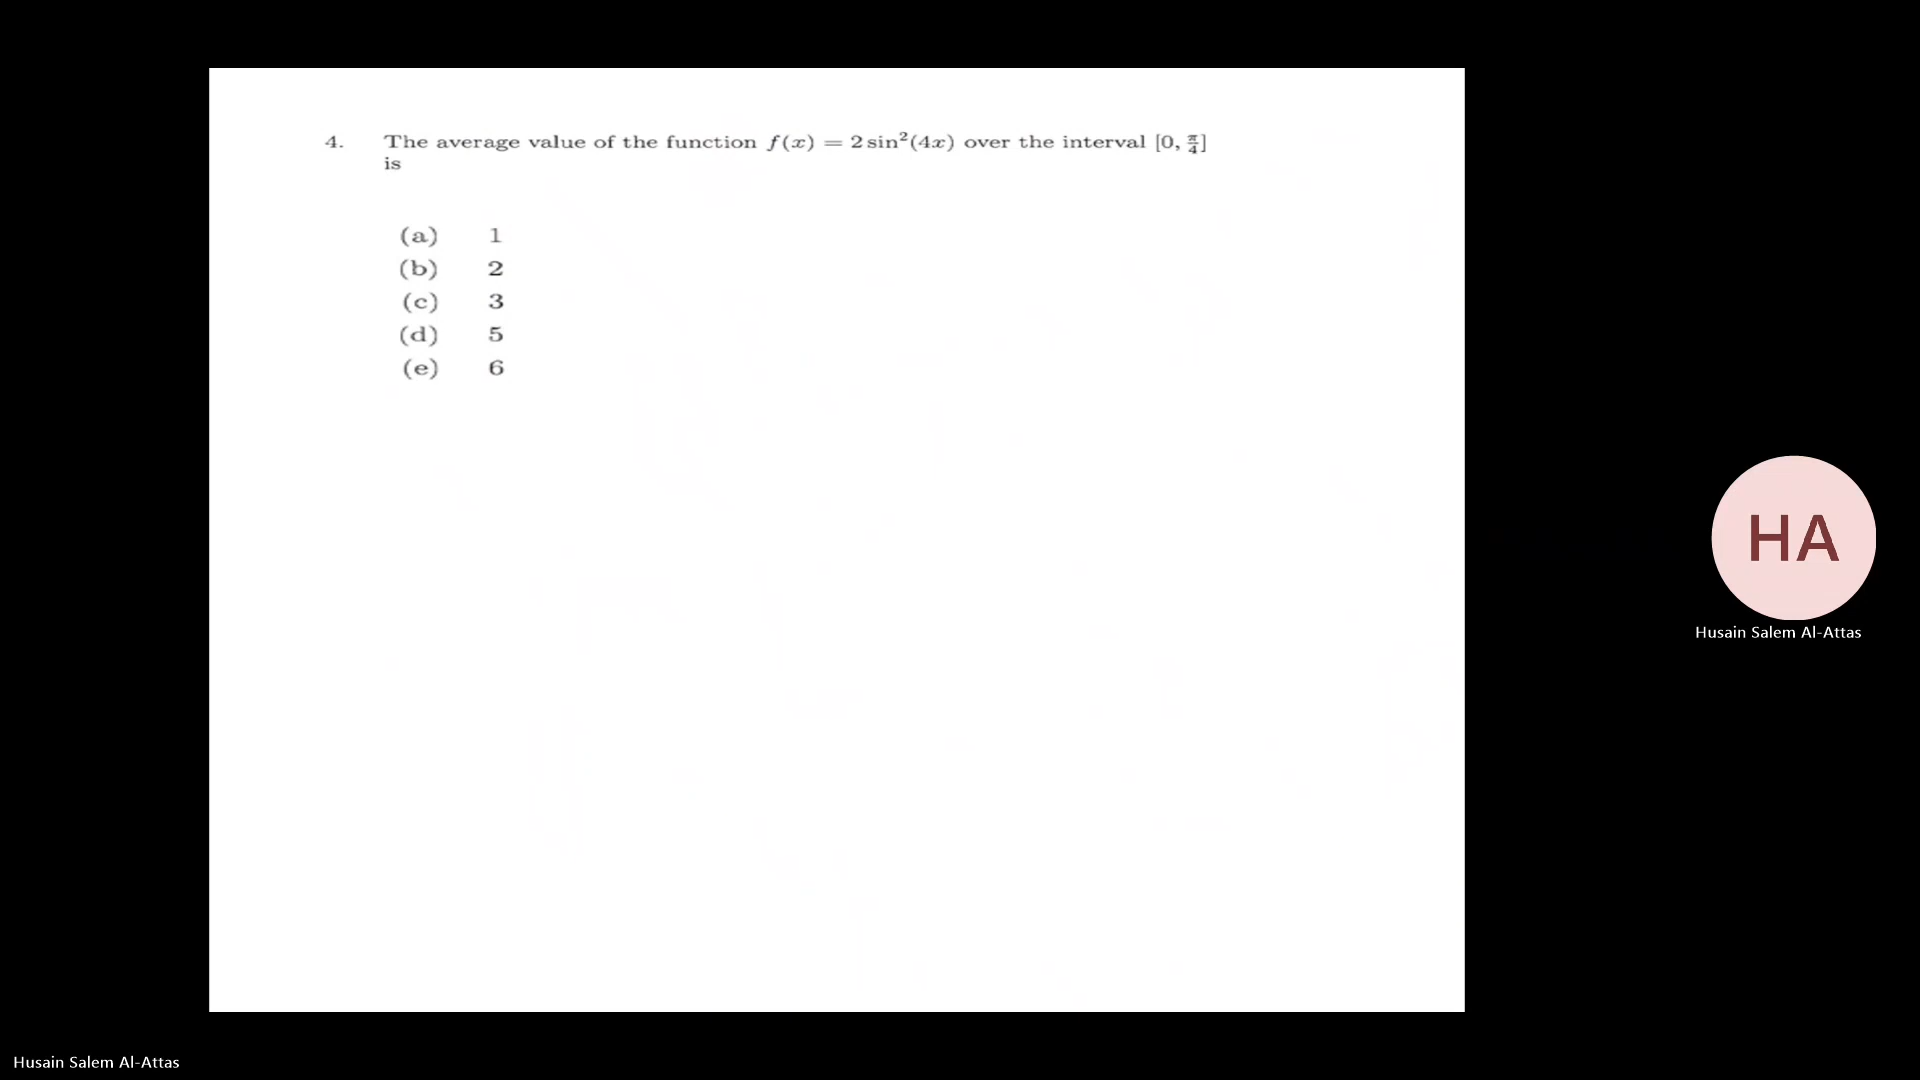 4. The average value of the function f(x) = 2 sin²(4x) over the interval [0, π/4]
is
(a) 1
(b) 2
(c) 3
(d) 5
(e) 6
HA
Husain Salem Al-Attas
Husain Salem Al-Attas